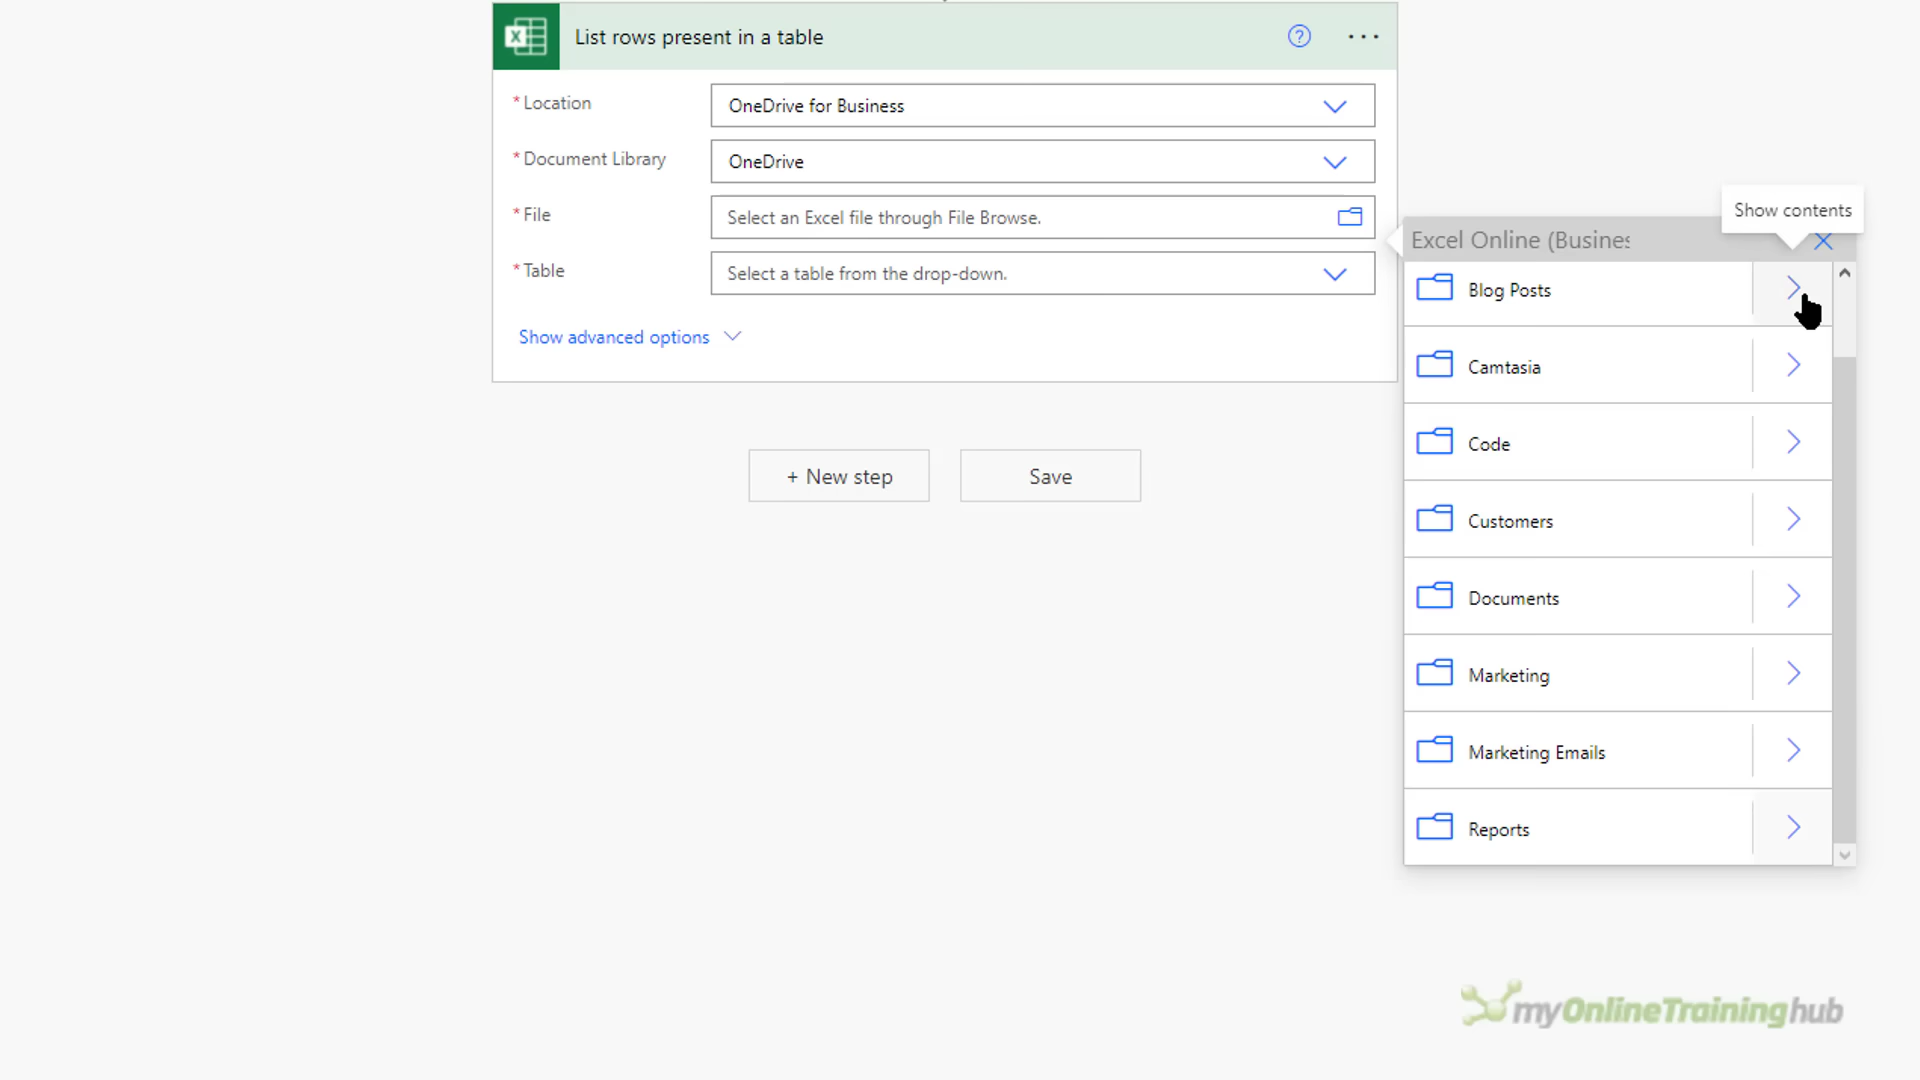 List rows present in a table
* Location
OneDrive for Business
* Document Library
OneDrive
* File
Select an Excel file through File Browse.
* Table
Select a table from the drop-down.
Show advanced options
+ New step
Save
Show contents
Excel Online (Busines
Blog Posts
Camtasia
Code
Customers
Documents
Marketing
Marketing Emails
Reports
myOnlineTraininghub